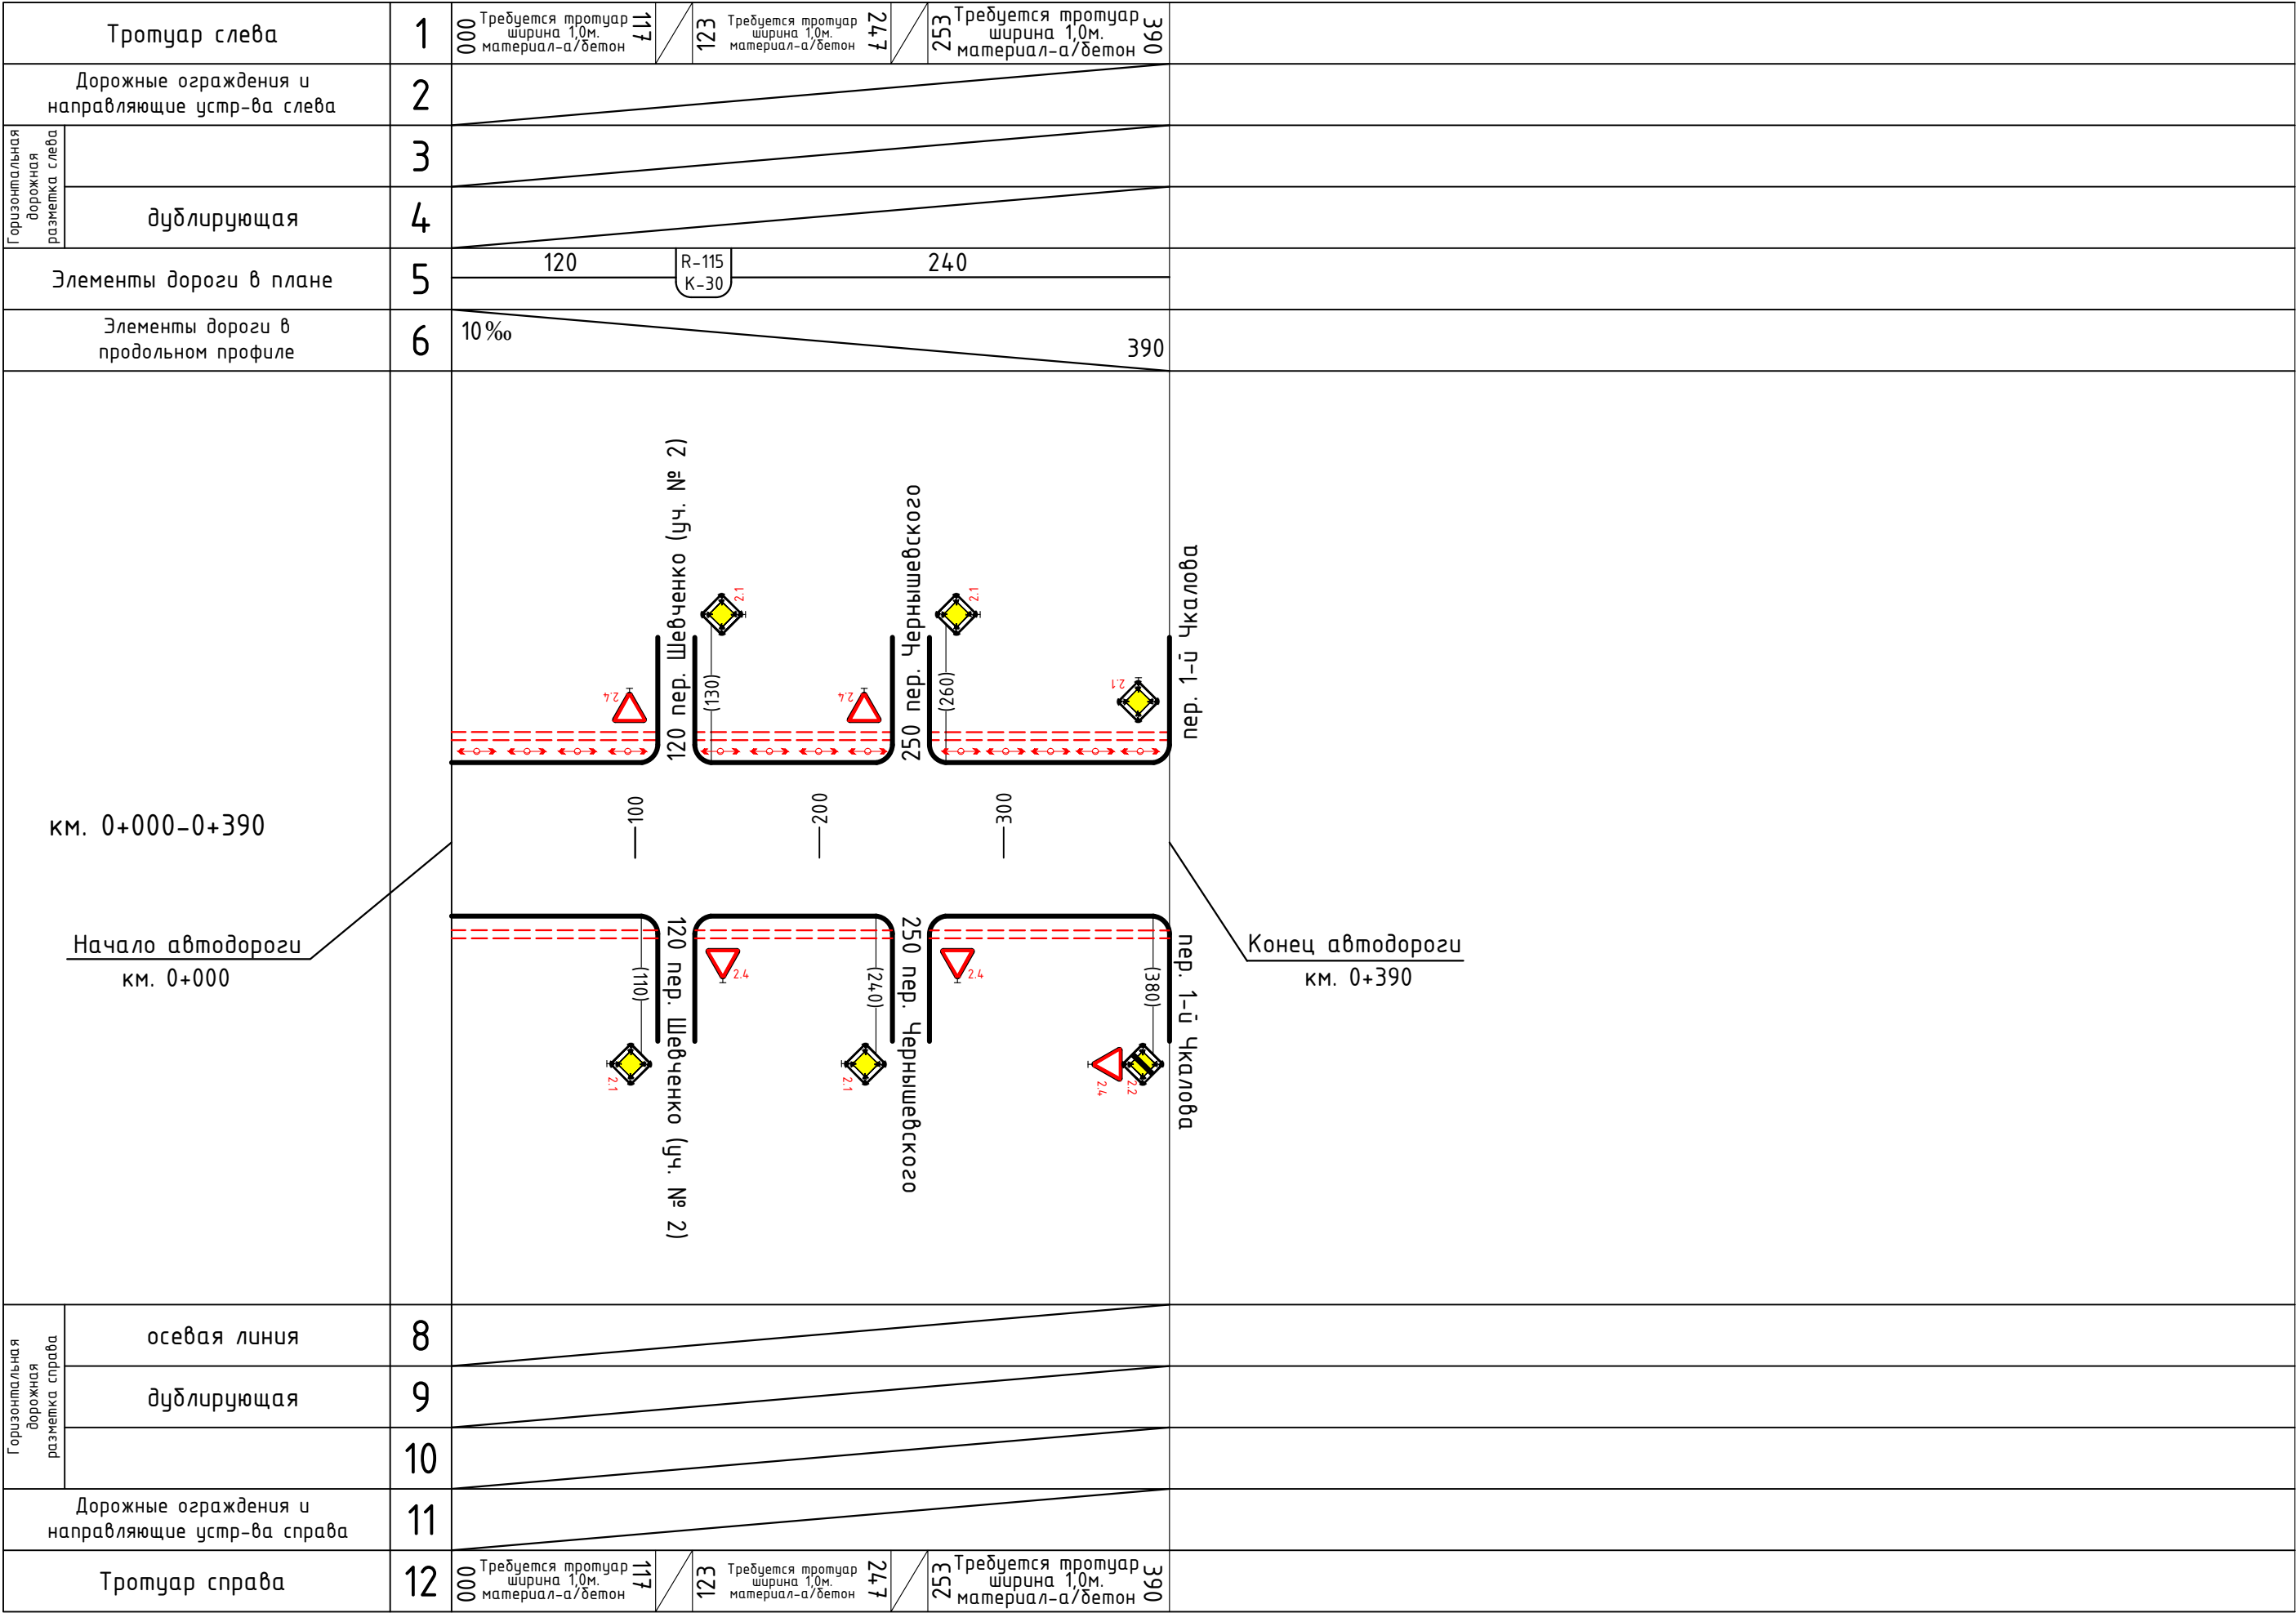 Тротуар слева
1
000
Требуется тротуар
ширина 1,0м.
материал-а/бетон
117
123
Требуется тротуар
ширина 1,0м.
материал-а/бетон
247
253
Требуется тротуар
ширина 1,0м.
материал-а/бетон
390
Дорожные ограждения и
направляющие устр-ва слева
2
Горизонтальная
дорожная
разметка слева
3
дублирующая
4
Элементы дороги в плане
5
120
R-115
К-30
240
Элементы дороги в
продольном профиле
6
10‰
390
120 пер. Шевченко (уч. № 2)
250 пер. Чернышевского
пер. 1-й Чкалова
2.1
2.1
2.4
(130)
2.4
(260)
2.1
км. 0+000-0+390
100
200
300
Начало автодороги
км. 0+000
Конец автодороги
км. 0+390
(110)
120 пер. Шевченко (уч. № 2)
2.4
(240)
250 пер. Чернышевского
2.4
(380)
пер. 1-й Чкалова
2.1
2.1
2.4
2.2
Горизонтальная
дорожная
разметка справа
осевая линия
8
дублирующая
9
10
Дорожные ограждения и
направляющие устр-ва справа
11
Тротуар справа
12
000
Требуется тротуар
ширина 1,0м.
материал-а/бетон
117
123
Требуется тротуар
ширина 1,0м.
материал-а/бетон
247
253
Требуется тротуар
ширина 1,0м.
материал-а/бетон
390